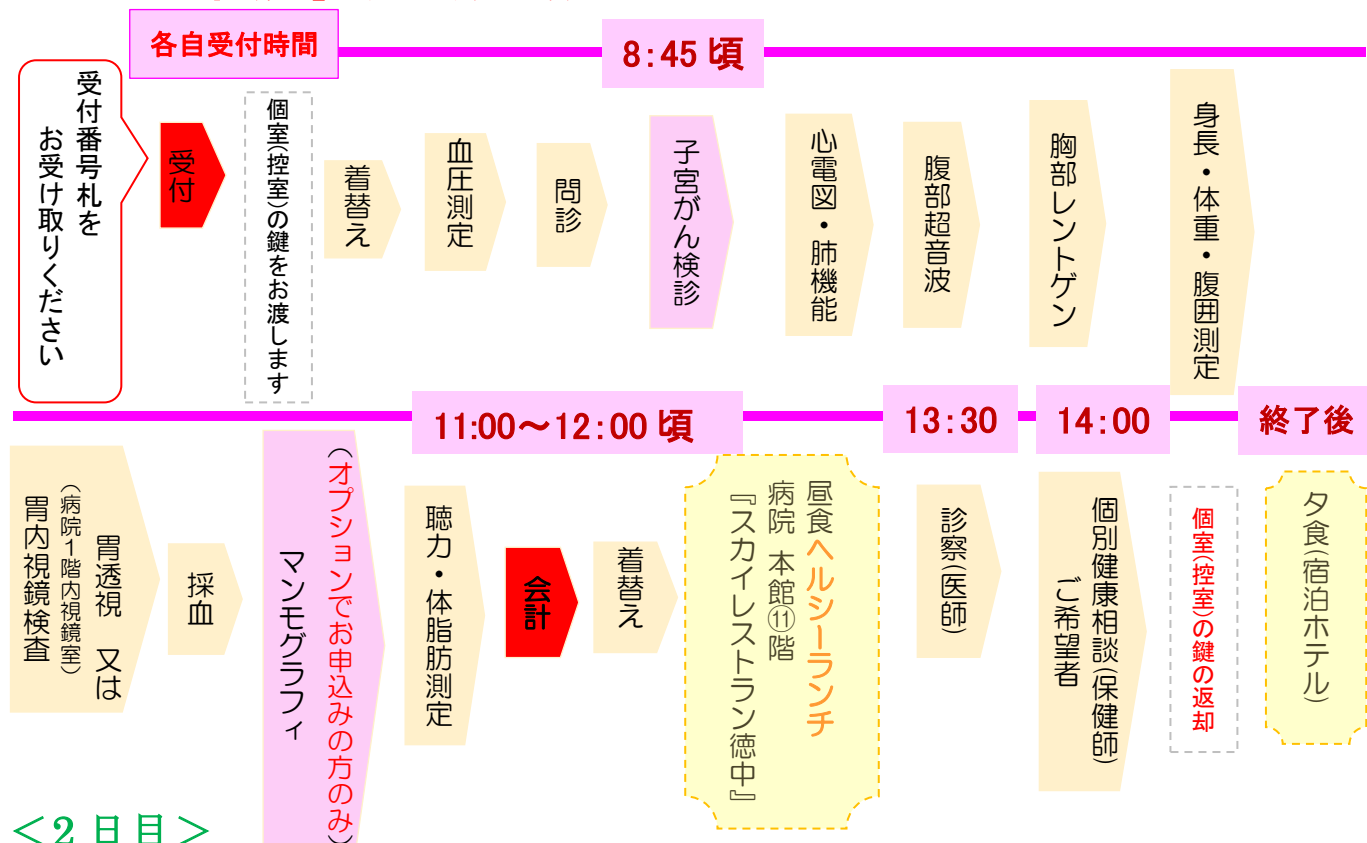 各自受付時間
8:45頃
受付番号札を
お受け取りください
受付
個室(控室)の鍵をお渡します
着替え
血圧測定
問診
子宮がん検診
心電図・肺機能
腹部超音波
胸部レントゲン
身長・体重・腹囲測定
11:00～12:00頃
13:30
14:00
終了後
胃透視 又は
(病院1階内視鏡室)
胃内視鏡検査
採血
(オプションでお申込みの方のみ)
マンモグラフィ
聴力・体脂肪測定
会計
着替え
昼食ヘルシーランチ
病院 本館⑪階
『スカイレストラン徳中』
診察(医師)
個別健康相談(保健師)
ご希望者
個室(控室)の鍵の返却
夕食(宿泊ホテル)
＜2日目＞